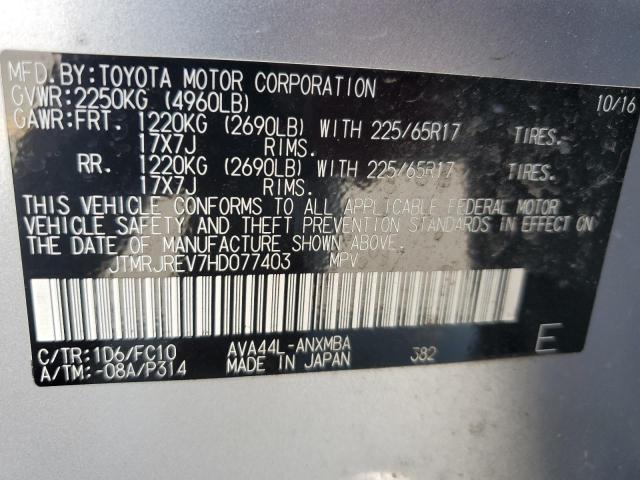 MFD.BY:TOYOTA MOTOR CORPORATION 10/16
GVWR:2250KG (4960LB)
GAWR:FRT. 1220KG (2690LB) WITH 225/65R17 TIRES.
17X7J RIMS.
RR. 1220KG (2690LB) WITH 225/65R17 TIRES.
17X7J RIMS.
THIS VEHICLE CONFORMS TO ALL APPLICABLE FEDERAL MOTOR
VEHICLE SAFETY AND THEFT PREVENTION STANDARDS IN EFFECT ON
THE DATE OF MANUFACTURE SHOWN ABOVE.
JTMRJREV7HD077403 MPV
C/TR:1D6/FC10 AVA44L-ANXMBA 382 E
A/TM:-08A/P314 MADE IN JAPAN